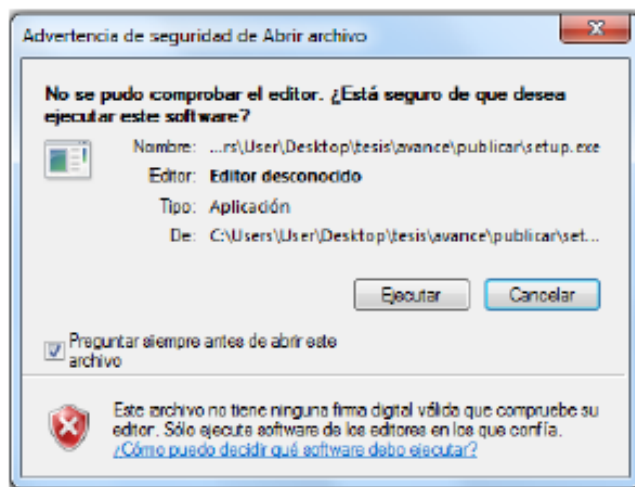 Advertencia de seguridad de Abrir archivo
No se pudo comprobar el editor. ¿Está seguro de que desea
ejecutar este software?
Nombre: ...rs\User\Desktop\tesis\avance\publicar\setup.exe
Editor: Editor desconocido
Tipo: Aplicación
De: C:\Users\User\Desktop\tesis\avance\publicar\set...
Ejecutar Cancelar
Preguntar siempre antes de abrir este
archivo
Este archivo no tiene ninguna firma digital válida que compruebe su
editor. Sólo ejecute software de los editores en los que confía.
¿Cómo puedo decidir qué software debo ejecutar?